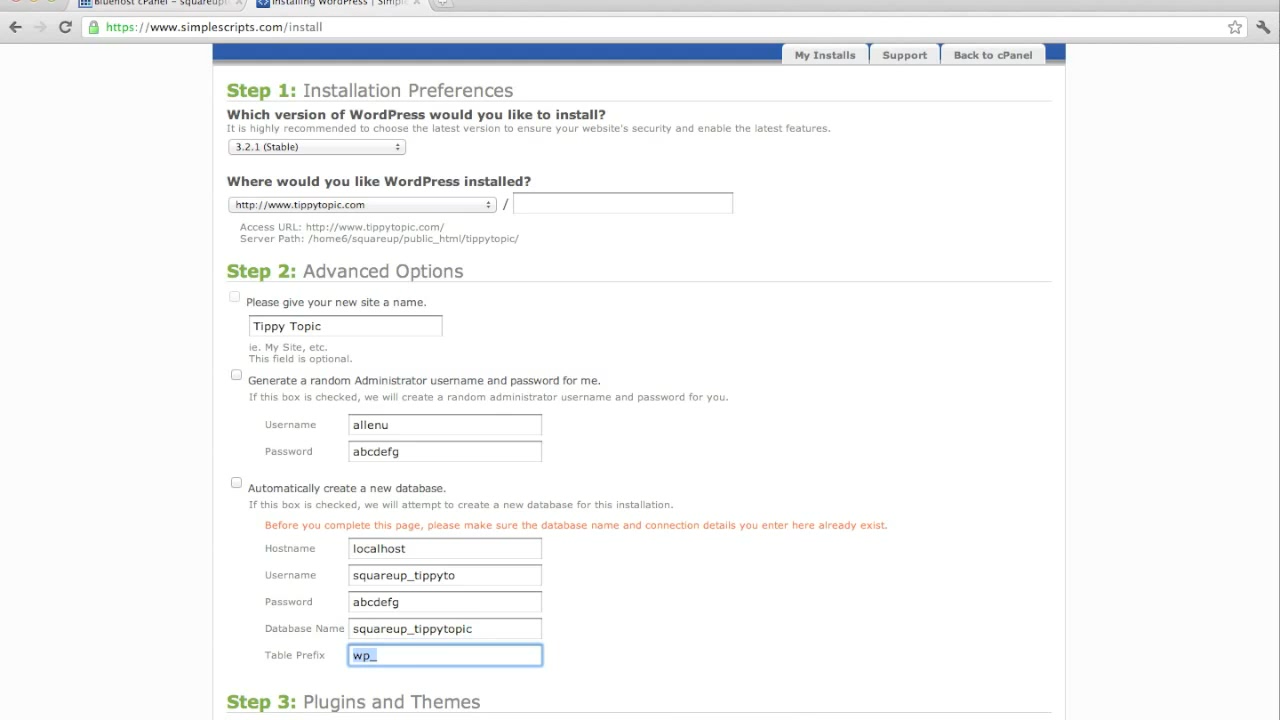 Bluehost cPanel - squareup
Installing WordPress | Simple
https://www.simplescripts.com/install
My Installs Support Back to cPanel
Step 1: Installation Preferences
Which version of WordPress would you like to install?
It is highly recommended to choose the latest version to ensure your website's security and enable the latest features.
3.2.1 (Stable)
Where would you like WordPress installed?
http://www.tippytopic.com /
Access URL: http://www.tippytopic.com/
Server Path: /home6/squareup/public_html/tippytopic/
Step 2: Advanced Options
Please give your new site a name.
Tippy Topic
ie. My Site, etc.
This field is optional.
Generate a random Administrator username and password for me.
If this box is checked, we will create a random administrator username and password for you.
Username allenu
Password abcdefg
Automatically create a new database.
If this box is checked, we will attempt to create a new database for this installation.
Before you complete this page, please make sure the database name and connection details you enter here already exist.
Hostname localhost
Username squareup_tippyto
Password abcdefg
Database Name squareup_tippytopic
Table Prefix wp_
Step 3: Plugins and Themes